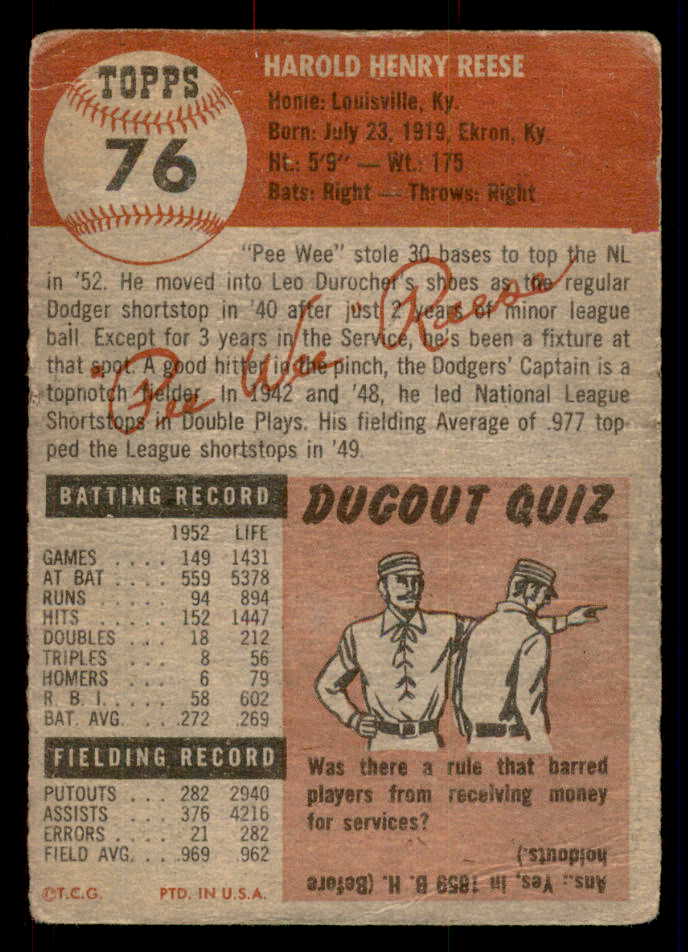 TOPPS
76
HAROLD HENRY REESE
Home: Louisville, Ky.
Born: July 23, 1919, Ekron, Ky.
Ht.: 5'9" — Wt.: 175
Bats: Right — Throws: Right
"Pee Wee" stole 30 bases to top the NL
in '52. He moved into Leo Durocher's shoes as the regular
Dodger shortstop in '40 after just 2 years of minor league
ball. Except for 3 years in the Service, he's been a fixture at
that spot. A good hitter in the pinch, the Dodgers' Captain is a
topnotch fielder. In 1942 and '48, he led National League
Shortstops in Double Plays. His fielding Average of .977 top-
ped the League shortstops in '49.
"Pee Wee" Reese
BATTING RECORD
1952 LIFE
GAMES .... 149 1431
AT BAT .... 559 5378
RUNS .... 94 894
HITS .... 152 1447
DOUBLES ... 18 212
TRIPLES ... 8 56
HOMERS ... 6 79
R. B. I. .... 58 602
BAT. AVG. .. .272 .269
FIELDING RECORD
PUTOUTS ... 282 2940
ASSISTS ... 376 4216
ERRORS ... 21 282
FIELD AVG. .. .969 .962
©T.C.G. PTD. IN U.S.A.
DUGOUT QUIZ
Was there a rule that barred
players from receiving money
for services?
Ans.: Yes, in 1859 B. H. (Before
holdouts.)